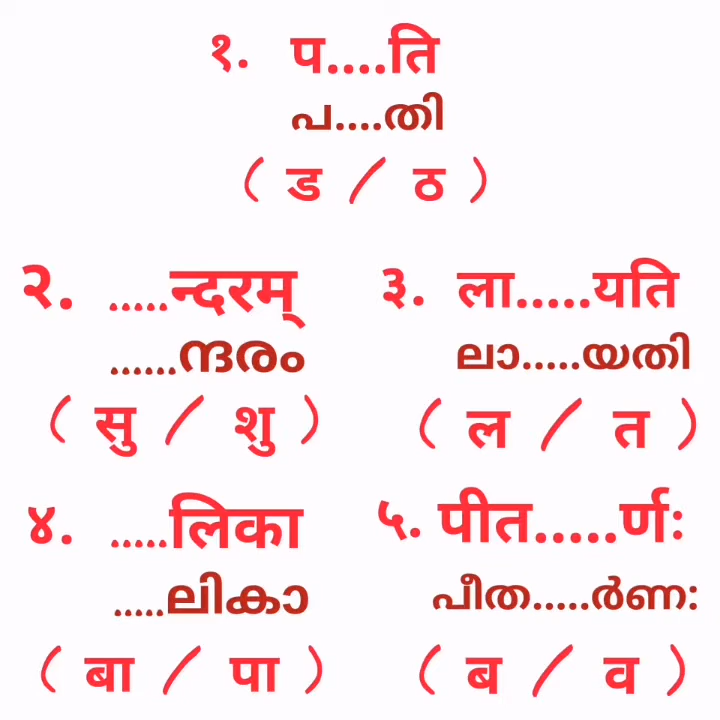 १. प....ति
പ....തി
( ड / ठ )
२. .....न्दरम्
......ന്ദരം
( सु / शु )
३. ला.....यति
ലാ.....യതി
( ल / त )
४. .....लिका
.....ലികാ
( बा / पा )
५. पीत.....र्णः
പീത.....ർണ:
( ब / व )